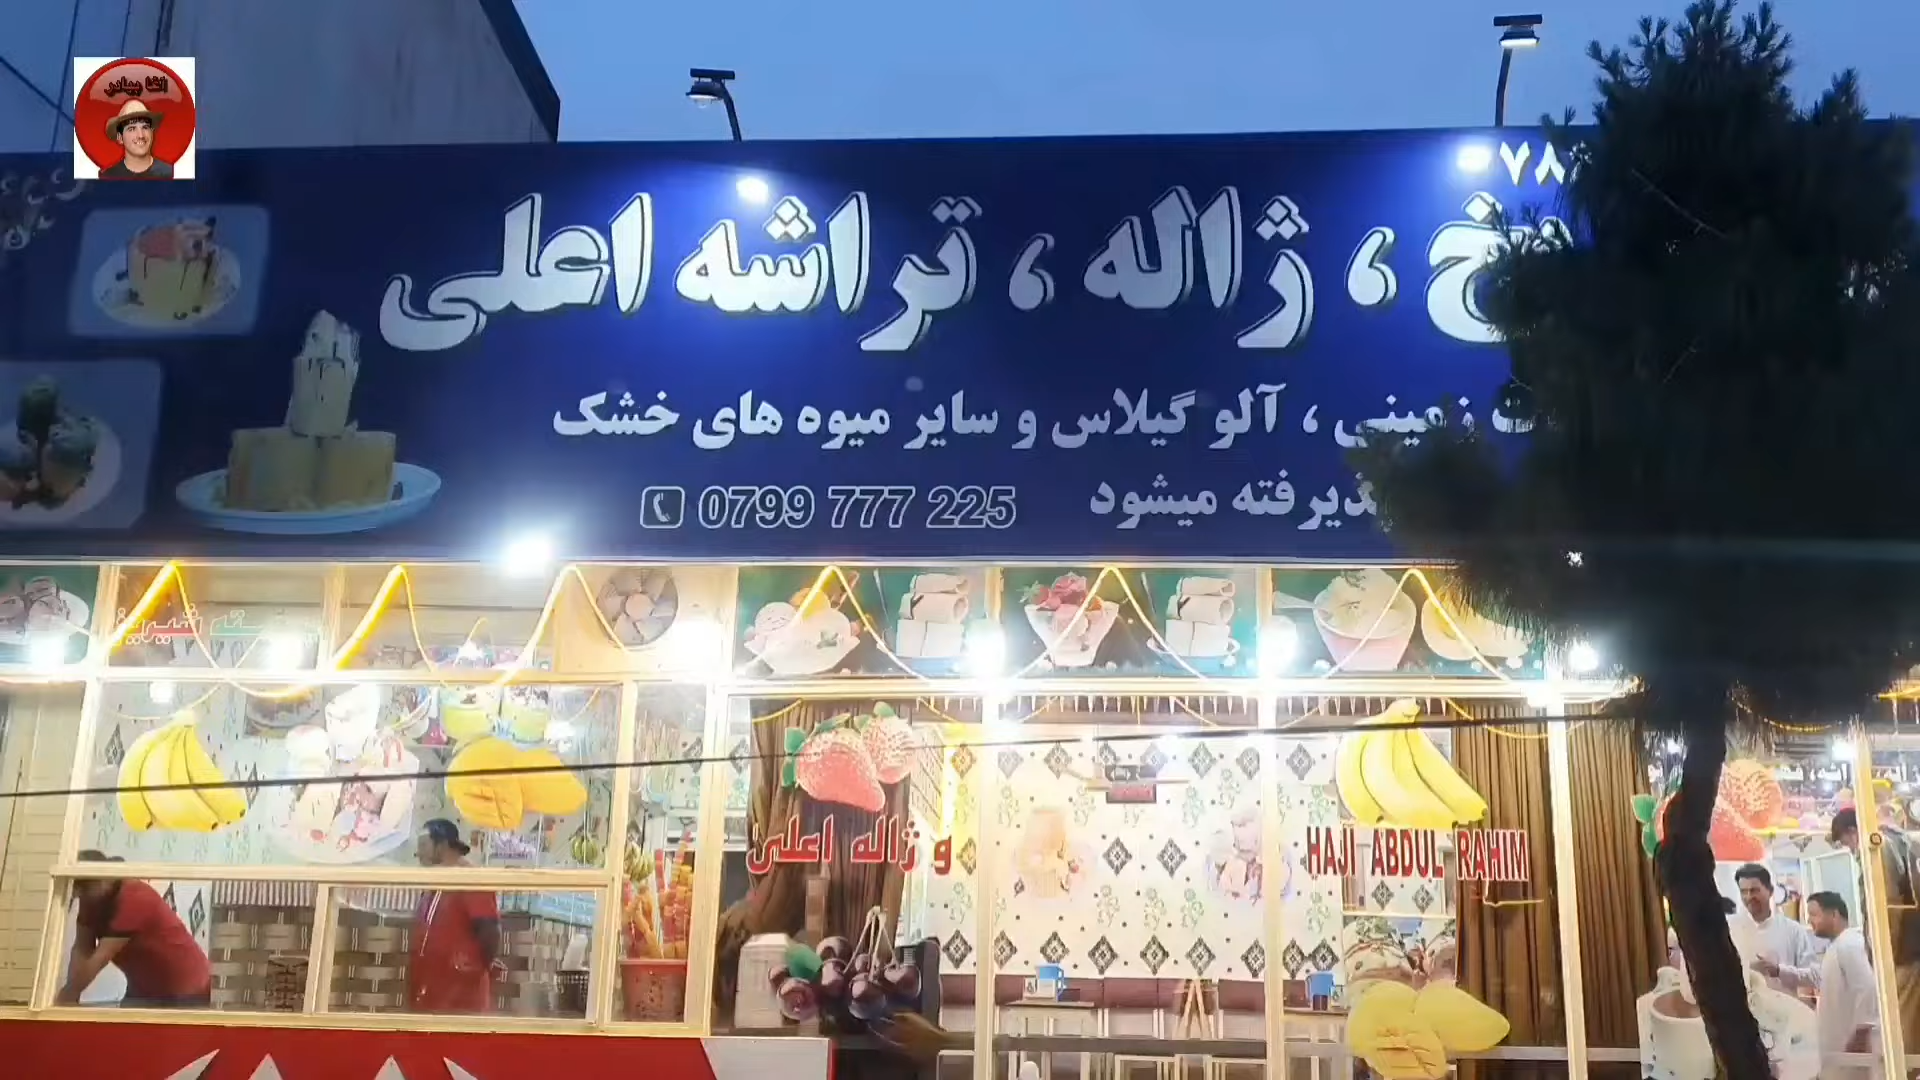 ۷۸
، ژاله ، تراشه اعلی
زمینی ، آلو گیلاس و سایر میوه های خشک
پذیرفته میشود
0799 777 225
و ژاله اعلی
HAJI ABDUL RAHIM